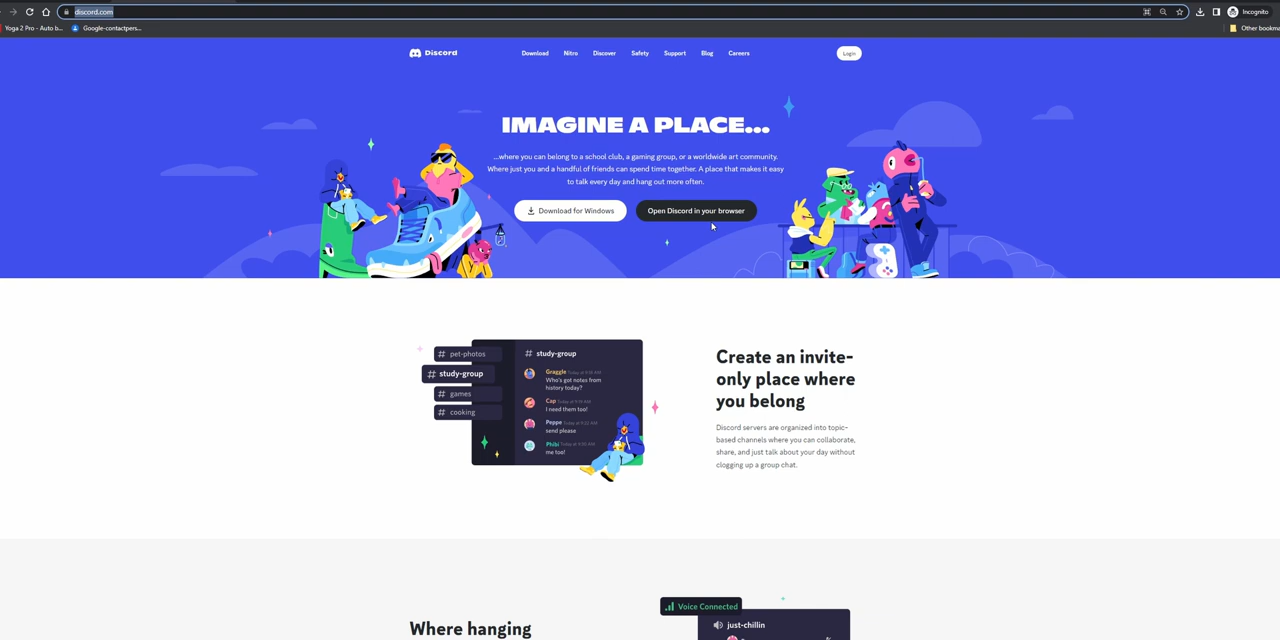 discord.com
Incognito
Yoga 2 Pro - Auto b...
Google-contactpers...
Other bookma
Discord
Download
Nitro
Discover
Safety
Support
Blog
Careers
Login
IMAGINE A PLACE...
...where you can belong to a school club, a gaming group, or a worldwide art community.
Where just you and a handful of friends can spend time together. A place that makes it easy
to talk every day and hang out more often.
Download for Windows
Open Discord in your browser
# pet-photos
# study-group
# games
# cooking
# study-group
Graggle
Who's got notes from
history today?
Cap
I need them too!
Peppe
send please
Phibi
me too!
Create an invite-
only place where
you belong
Discord servers are organized into topic-
based channels where you can collaborate,
share, and just talk about your day without
clogging up a group chat.
Voice Connected
just-chillin
Where hanging